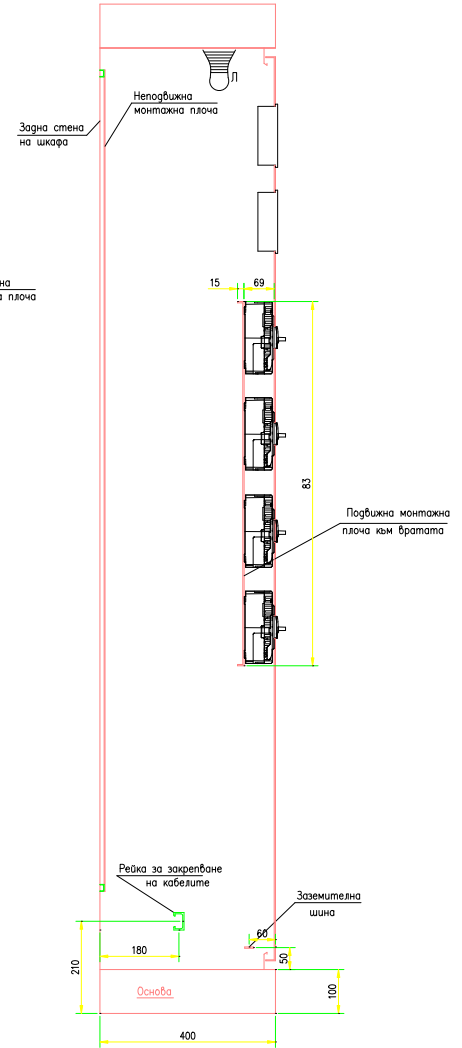 Л
Неподвижна
монтажна плоча
Задна стена
на шкафа
на
а плоча
15
69
83
Подвижна монтажна
плоча към вратата
Рейка за закрепване
на кабелите
Заземителна
шина
60
180
50
210
100
Основа
400